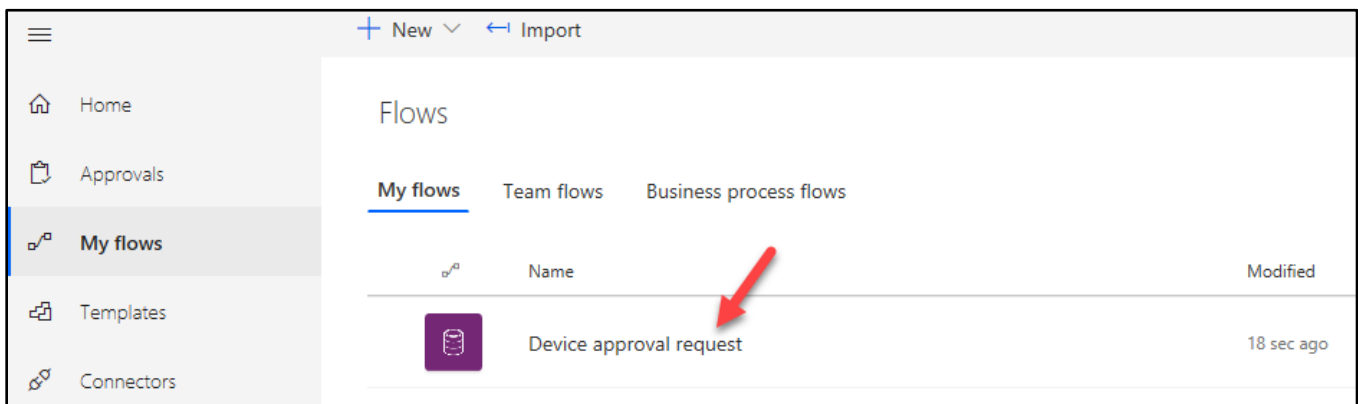 New Import
Home
Approvals
My flows
Templates
Connectors
Flows
My flows Team flows Business process flows
Name Modified
Device approval request 18 sec ago